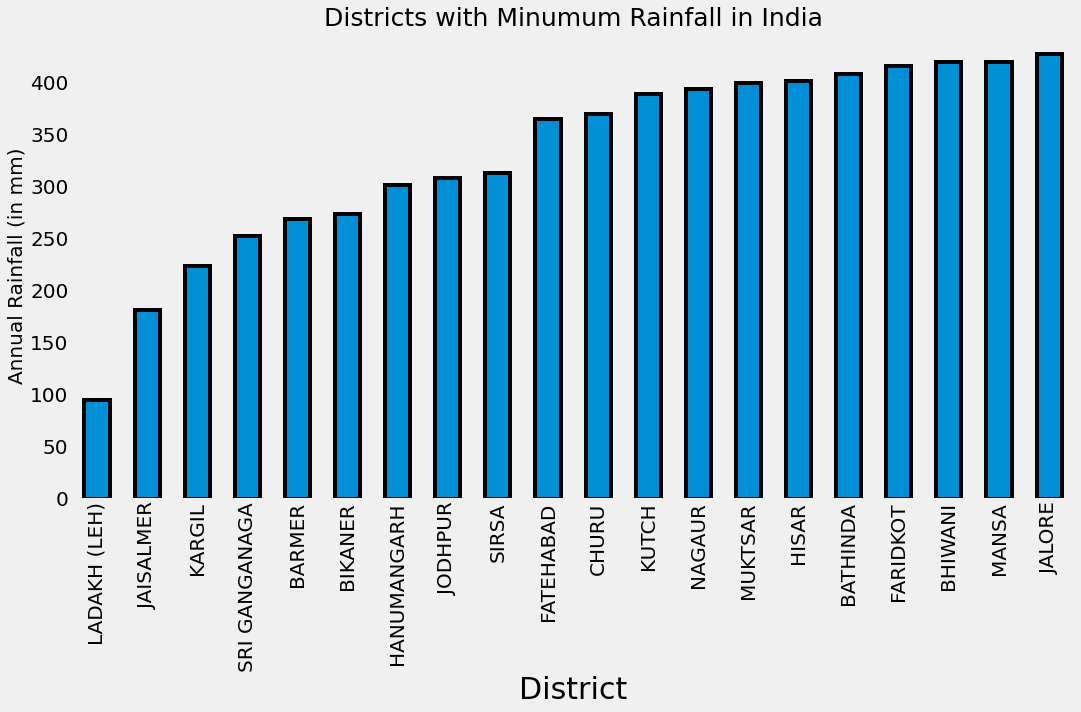 Districts with Minumum Rainfall in India
Annual Rainfall (in mm)
400
350
300
250
200
150
100
50
0
LADAKH (LEH)
JAISALMER
KARGIL
SRI GANGANAGA
BARMER
BIKANER
HANUMANGARH
JODHPUR
SIRSA
FATEHABAD
CHURU
KUTCH
NAGAUR
MUKTSAR
HISAR
BATHINDA
FARIDKOT
BHIWANI
MANSA
JALORE
District